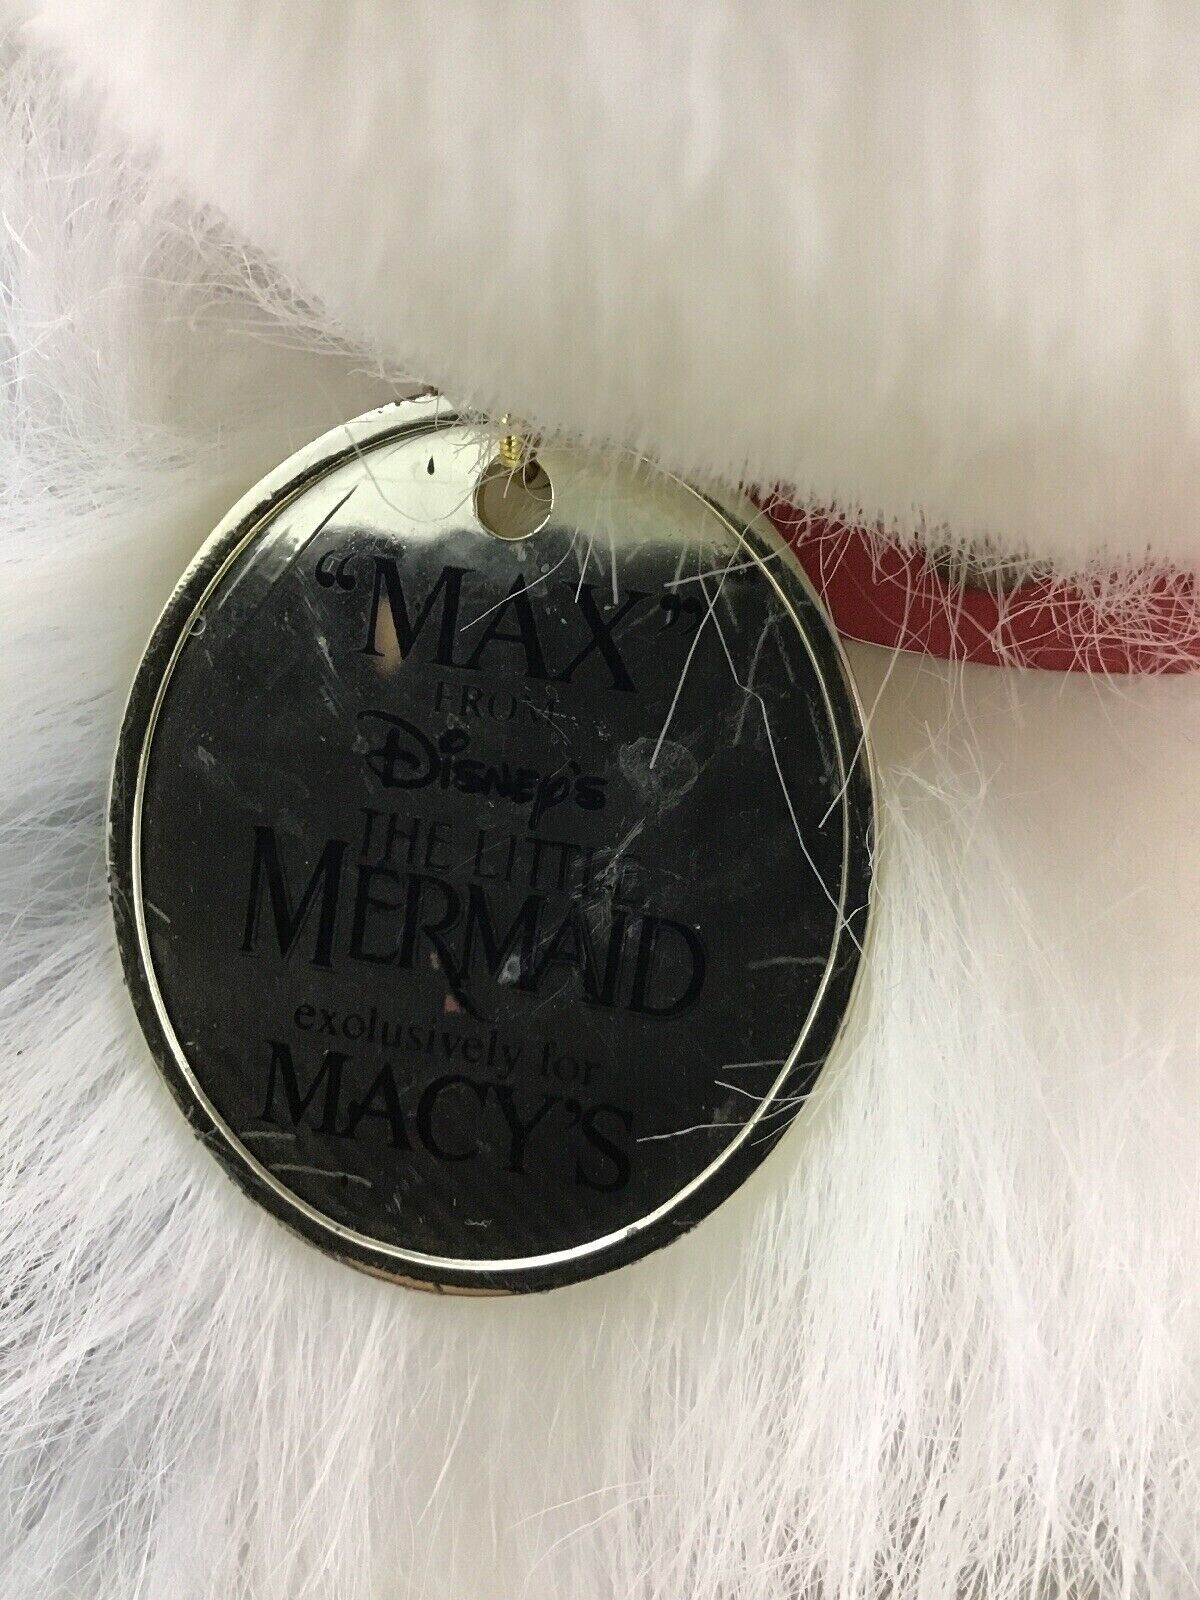 “MAX”
FROM
Disney's
THE LITTLE
MERMAID
exclusively for
MACY'S